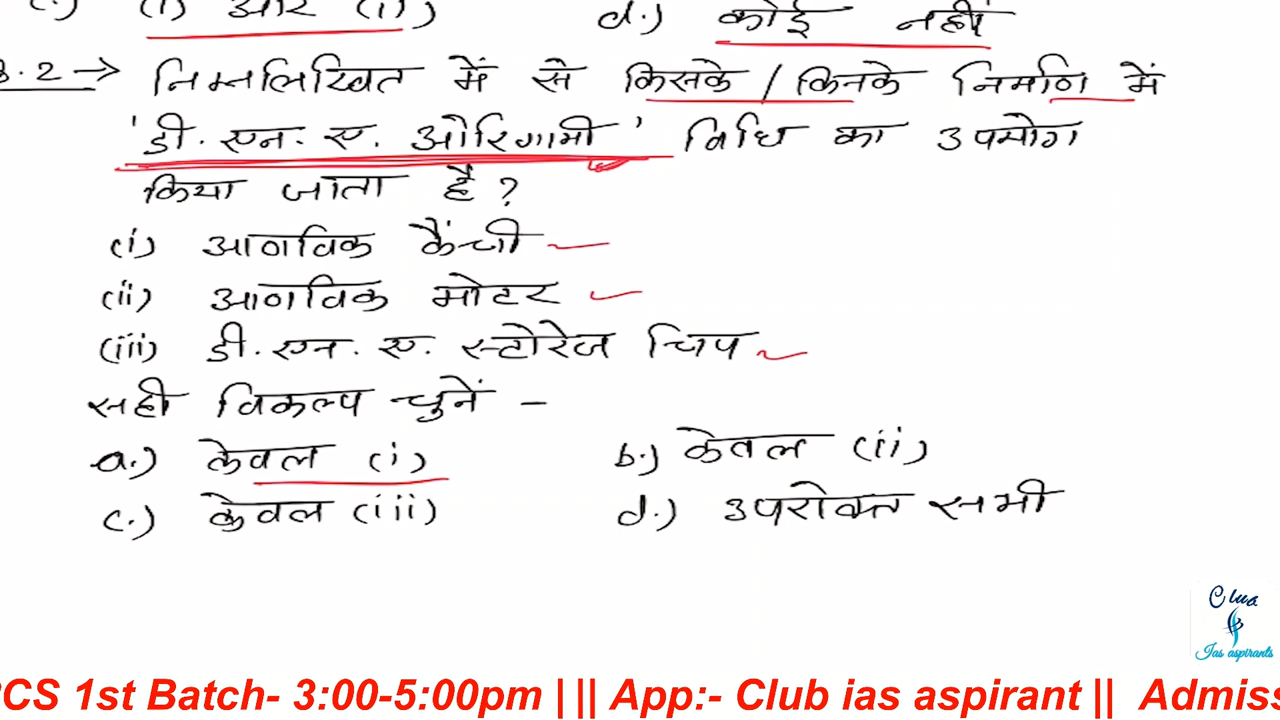 (i) और (ii) d.) कोई नहीं
2 → निम्नलिखित में से किसके / किनके निर्माण में
'डी. एन. ए. ओरिगामी' विधि का उपयोग
किया जाता है ?
(i) आणविक कैंची
(ii) आणविक मोटर
(iii) डी. एन. ए. स्टोरेज चिप
सही विकल्प चुनें -
a.) केवल (i) b.) केवल (ii)
c.) केवल (iii) d.) उपरोक्त सभी
Club
Ias aspirants
PCS 1st Batch- 3:00-5:00pm | || App:- Club ias aspirant || Admiss